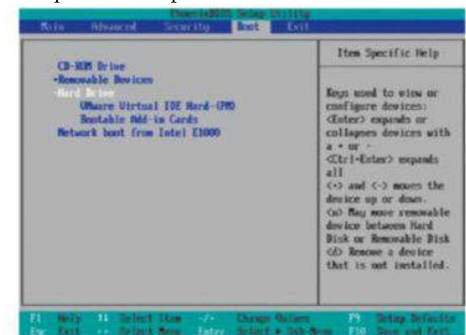 PhoenixBIOS Setup Utility
Main Advanced Security Boot Exit
CD-ROM Drive
+Removable Devices
-Hard Drive
VMware Virtual IDE Hard-(PM)
Bootable Add-in Cards
Network boot from Intel E1000
Item Specific Help
Keys used to view or
configure devices:
<Enter> expands or
collapses devices with
a + or -
<Ctrl+Enter> expands
all
<+> and <-> moves the
device up or down.
<n> May move removable
device between Hard
Disk or Removable Disk
<d> Remove a device
that is not installed.
F1 Help ↑↓ Select Item -/+ Change Values F9 Setup Defaults
Esc Exit ↔ Select Menu Enter Select ▸ Sub-Menu F10 Save and Exit